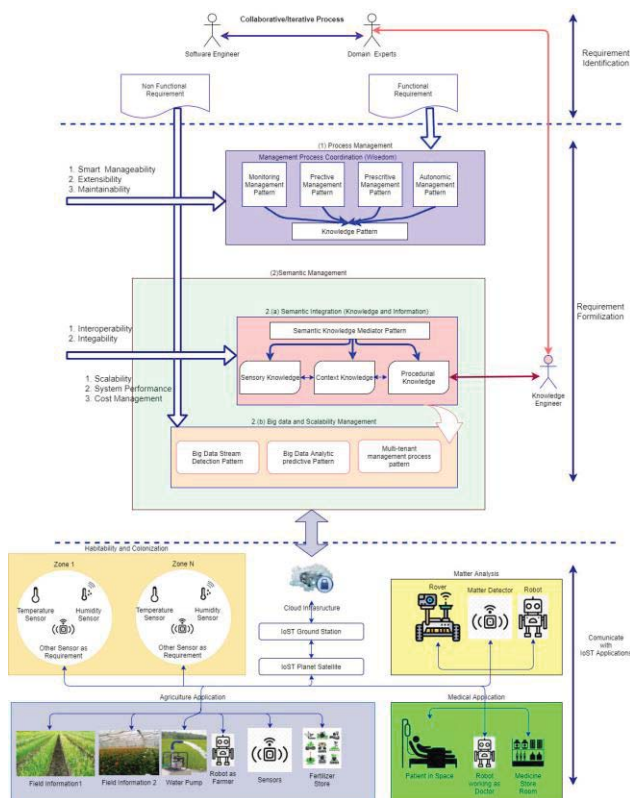 Collaborative/Iterative Process
Software Engineer
Domain Experts
Requirement
Identification
Non Functional
Requirement
Functional
Requirement
(1) Process Management
Management Process Coordination (Wisedom)
1. Smart Manageability
2. Extensibility
3. Maintainability
Monitoring
Management
Pattern
Prective
Management
Pattern
Prescritive
Management
Pattern
Autonomic
Management
Pattern
Knowledge Pattern
(2)Semantic Management
2.(a) Semantic Integration (Knowledge and Information)
Requirement
Formilization
1. Interoperability
2. Integability
Semantic Knowledge Mediator Pattern
Sensory Knowledge
Context Knowledge
Procedural
Knowledge
Knowledge
Engineer
1. Scalability
2. System Performance
3. Cost Management
2.(b) Big data and Scalability Management
Big Data Stream
Detection Pattern
Big Data Analytic
predictive Pattern
Multi-tenant
management process
pattern
Habitability and Colonization
Zone 1
Temperature
Sensor
Humidity
Sensor
Other Sensor as
Requirement
Zone N
Temperature
Sensor
Humidity
Sensor
Other Sensor as
Requirement
Cloud Infrasructure
IoST Ground Station
IoST Planet Satellite
Matter Analysis
Rover
Matter Detector
Robot
Comunicate
with
IoST Applications
Agriculture Application
Field Information1
Field Information 2
Water Pump
Robot as
Farmer
Sensors
Fertilizer
Store
Medical Application
Patient in Space
Robot
working as
Doctor
Medicine
Store
Room